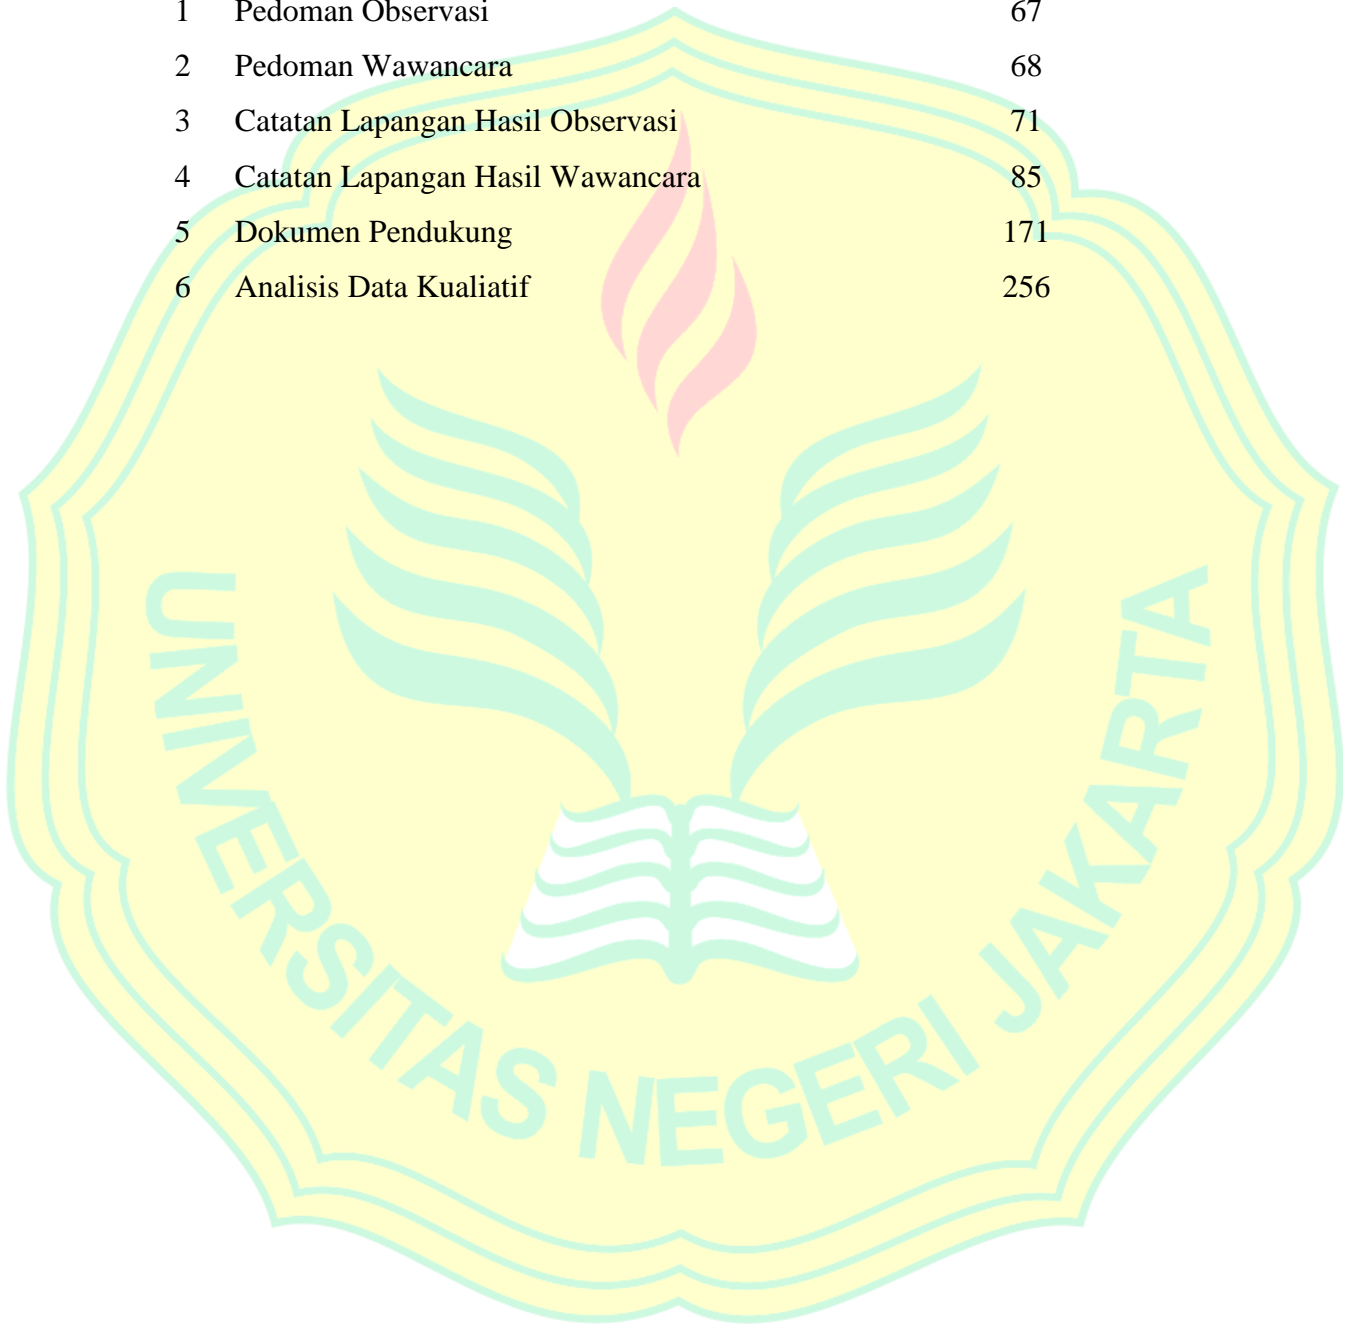 1 Pedoman Observasi 67
2 Pedoman Wawancara 68
3 Catatan Lapangan Hasil Observasi 71
4 Catatan Lapangan Hasil Wawancara 85
5 Dokumen Pendukung 171
6 Analisis Data Kualiatif 256
UNIVERSITAS NEGERI JAKARTA